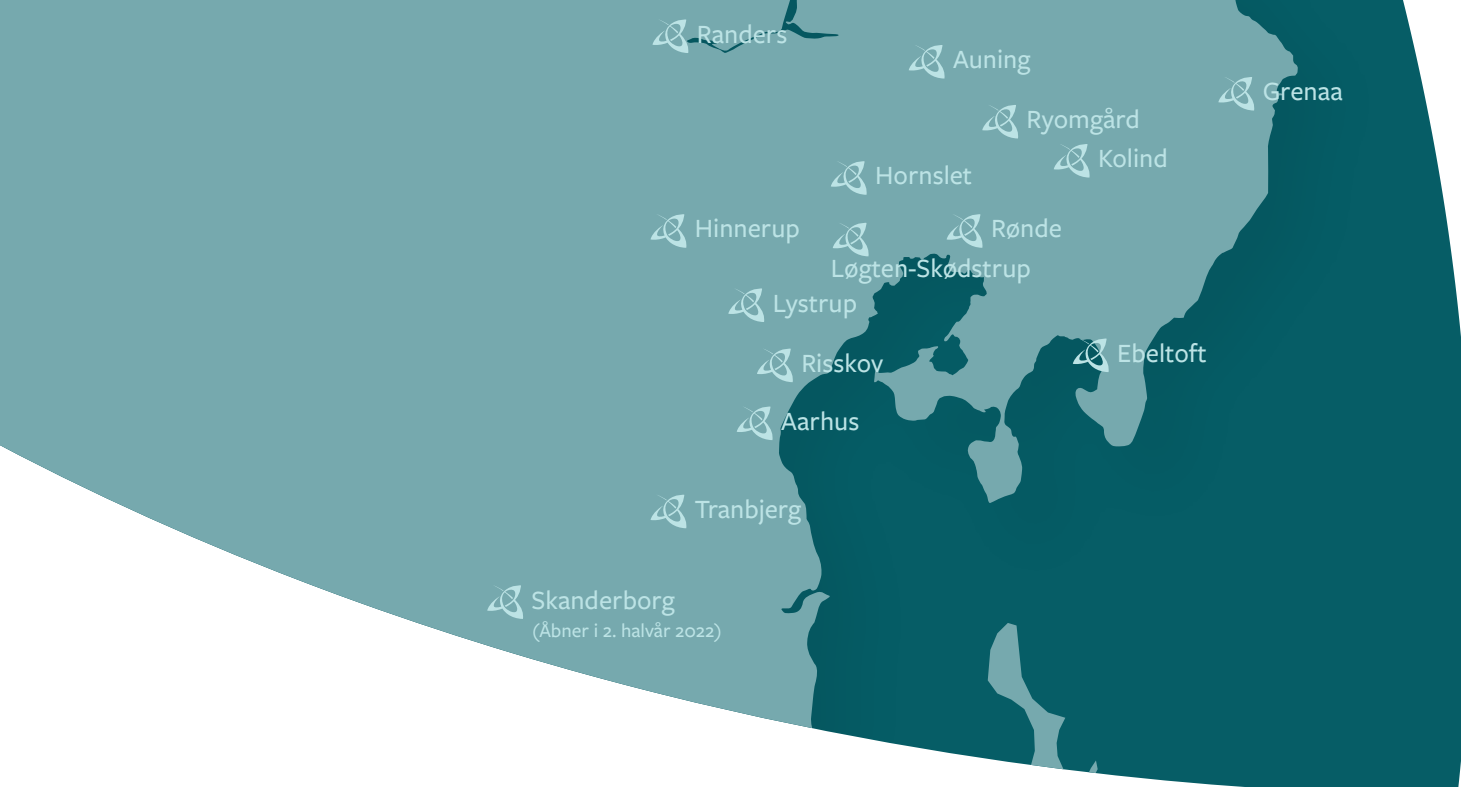 Randers
Auning
Grenaa
Ryomgård
Kolind
Hornslet
Hinnerup
Rønde
Løgten-Skødstrup
Lystrup
Ebeltoft
Risskov
Aarhus
Tranbjerg
Skanderborg
(Åbner i 2. halvår 2022)